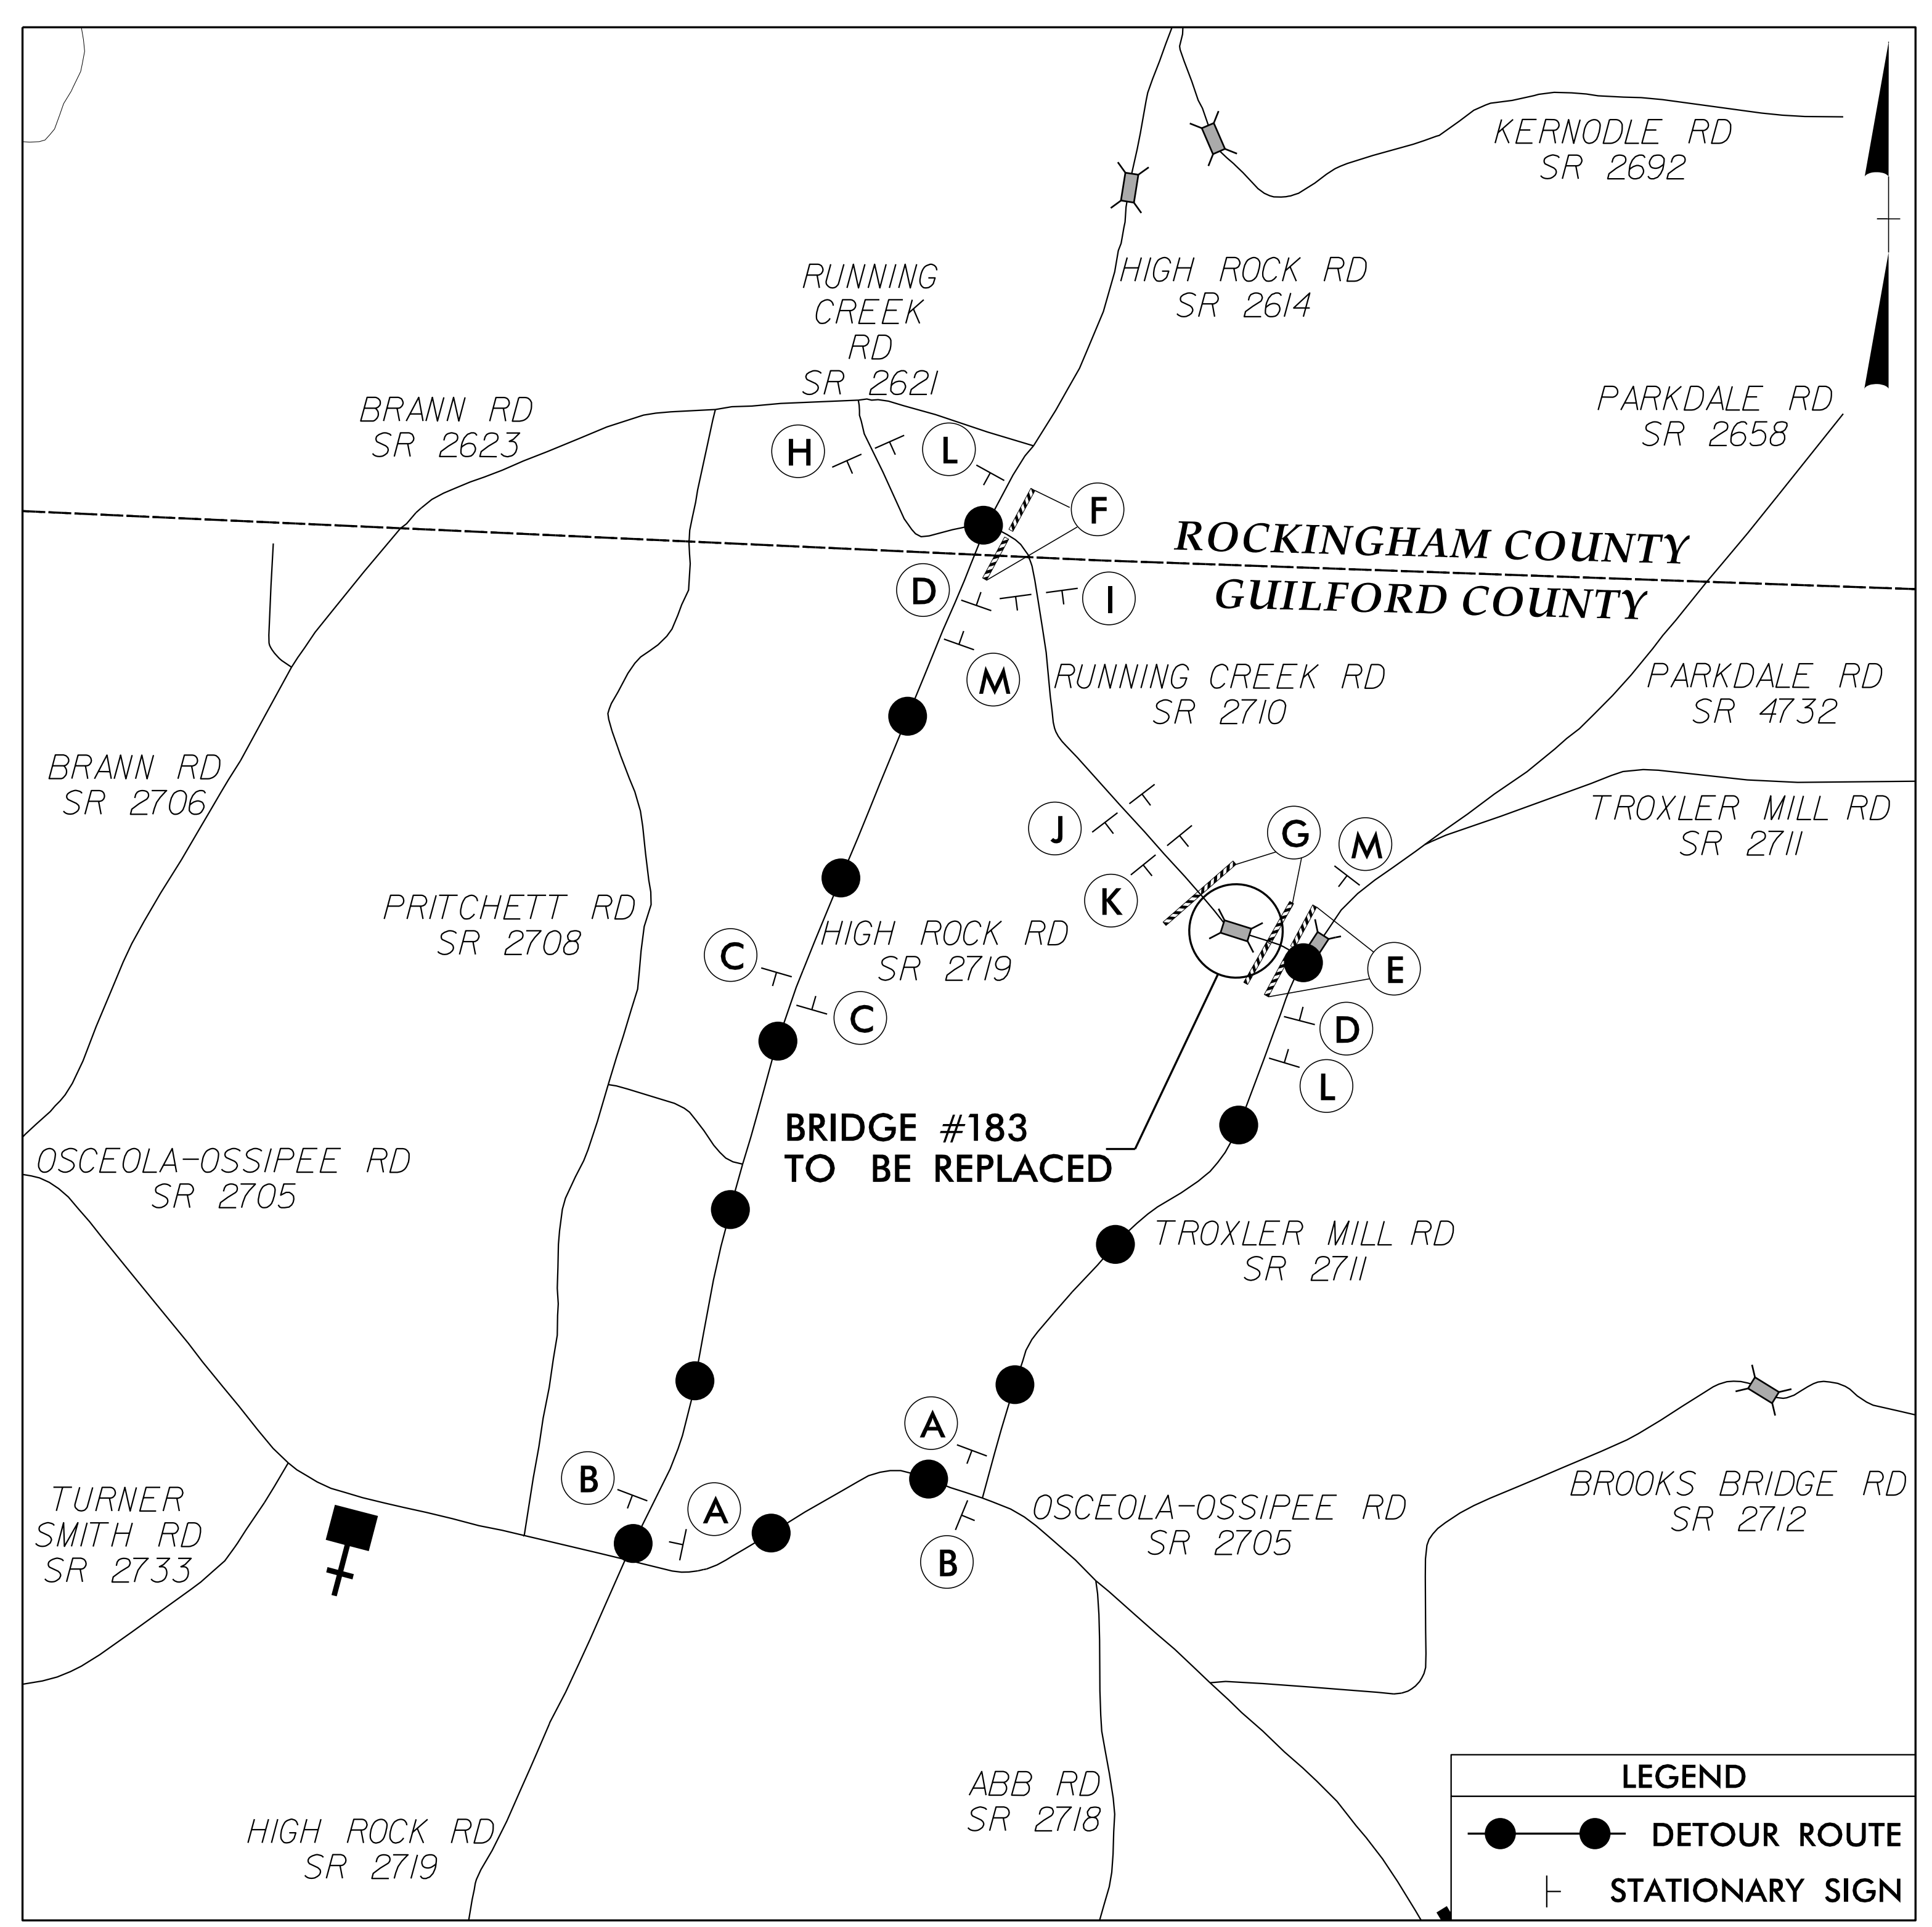 KERNODLE RD
SR 2692
RUNNING
CREEK
RD
SR 2621
HIGH ROCK RD
SR 2614
BRANN RD
SR 2623
PARKDALE RD
SR 2658
H
L
F
ROCKINGHAM COUNTY
GUILFORD COUNTY
D
I
M
RUNNING CREEK RD
SR 2710
PARKDALE RD
SR 4732
BRANN RD
SR 2706
TROXLER MILL RD
SR 2711
J
G
M
K
PRITCHETT RD
SR 2708
HIGH ROCK RD
SR 2719
C
C
E
D
L
BRIDGE #183
TO BE REPLACED
OSCEOLA-OSSIPEE RD
SR 2705
TROXLER MILL RD
SR 2711
A
B
A
B
TURNER
SMITH RD
SR 2733
OSCEOLA-OSSIPEE RD
SR 2705
BROOKS BRIDGE RD
SR 2712
ABB RD
SR 2718
HIGH ROCK RD
SR 2719
LEGEND
DETOUR ROUTE
STATIONARY SIGN